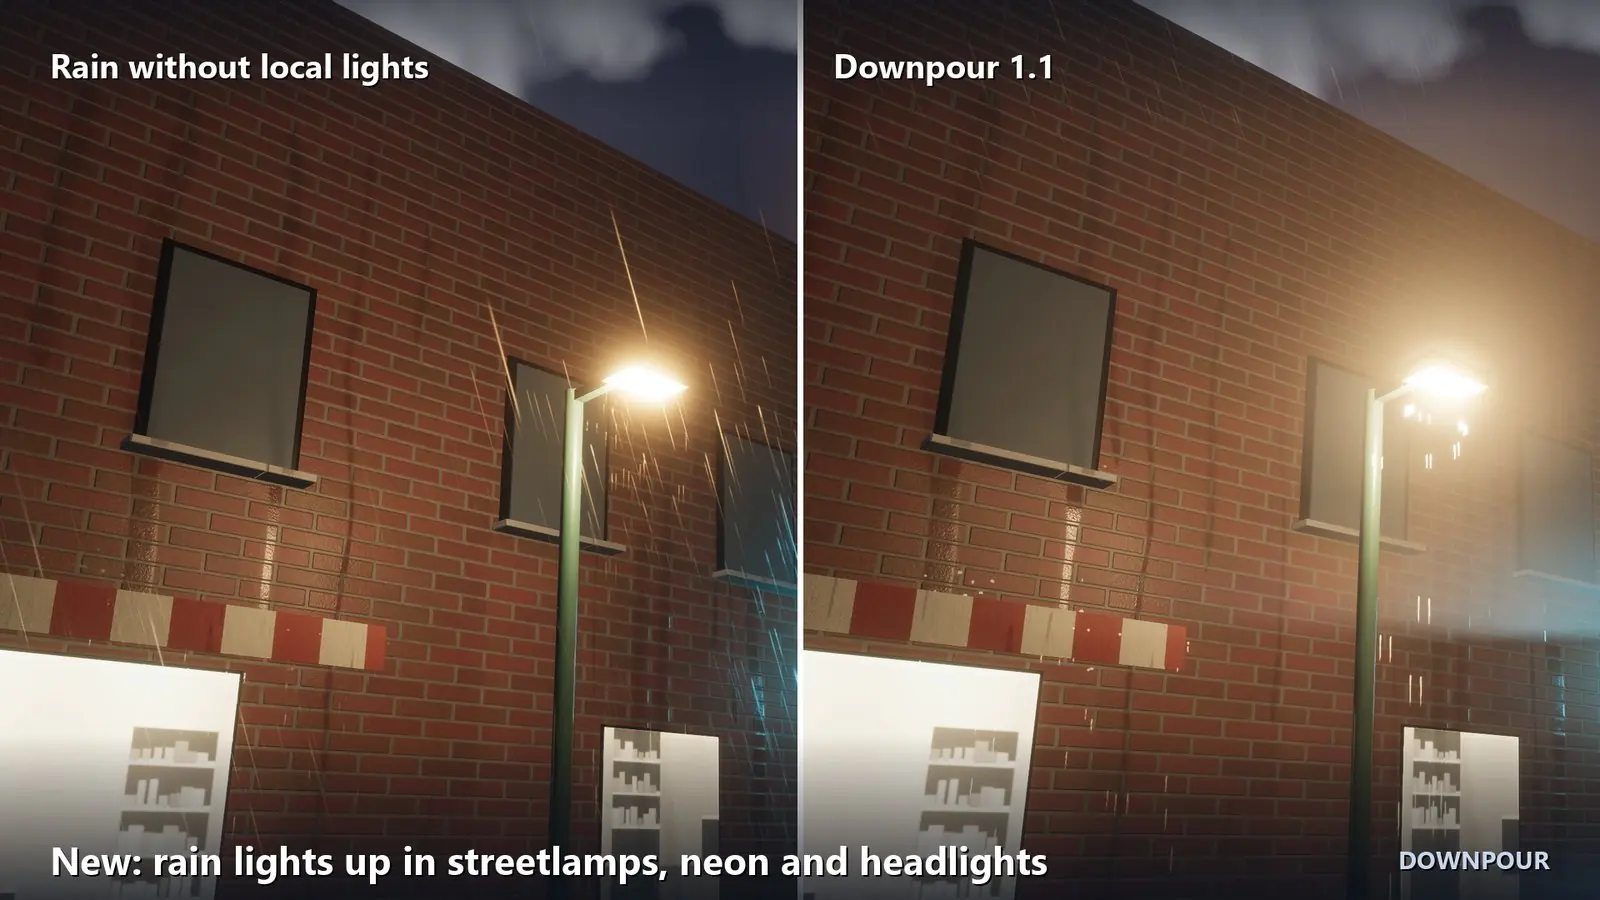 Rain without local lights
Downpour 1.1
New: rain lights up in streetlamps, neon and headlights
DOWNPOUR